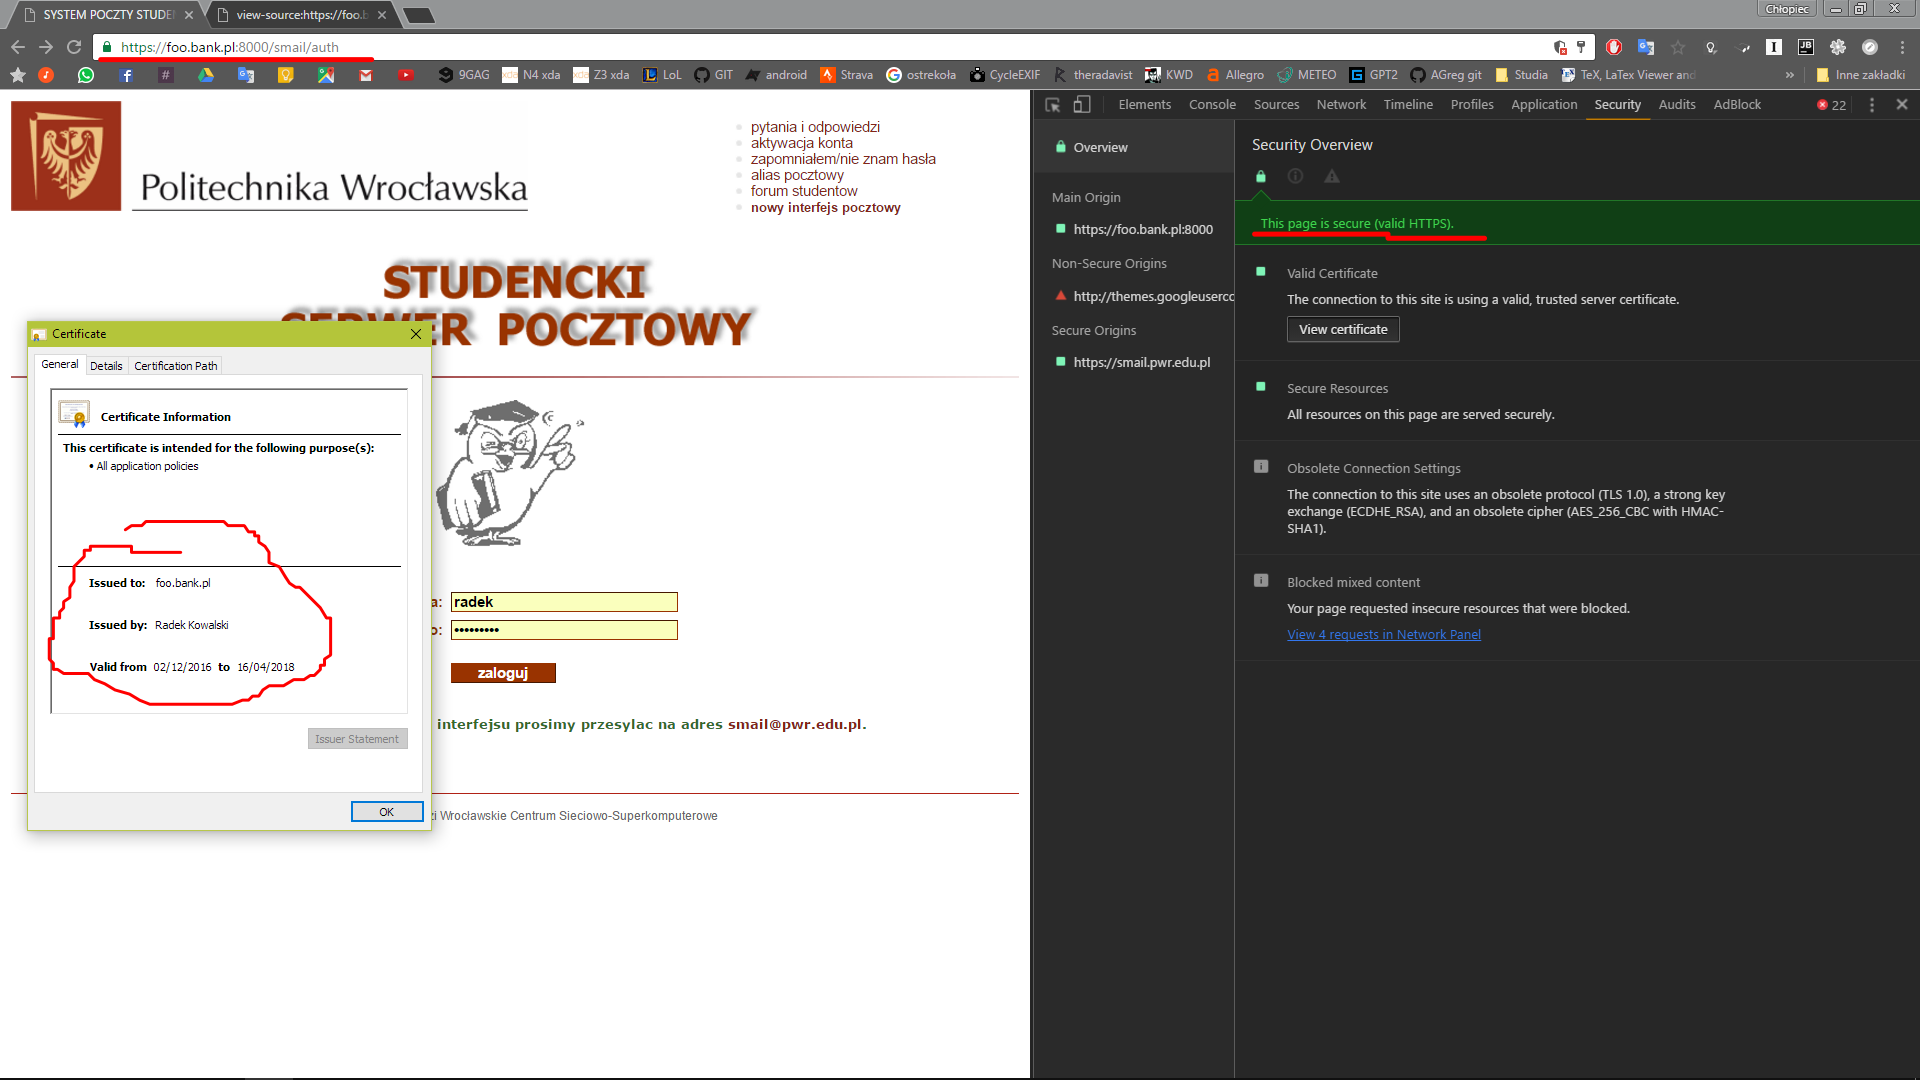 SYSTEM POCZTY STUDE
view-source:https://foo.b
Chłopiec
https://foo.bank.pl:8000/smail/auth
9GAG
N4 xda
Z3 xda
LoL
GIT
android
Strava
ostrekoła
CycleEXIF
theradavist
KWD
Allegro
METEO
GPT2
AGreg git
Studia
TeX, LaTex Viewer and
»
Inne zakładki
Politechnika Wrocławska
pytania i odpowiedzi
aktywacja konta
zapomniałem/nie znam hasła
alias pocztowy
forum studentow
nowy interfejs pocztowy
STUDENCKI
SERWER POCZTOWY
a: radek
o: •••••••••
zaloguj
interfejsu prosimy przesylac na adres smail@pwr.edu.pl.
zi Wrocławskie Centrum Sieciowo-Superkomputerowe
Certificate
General
Details
Certification Path
Certificate Information
This certificate is intended for the following purpose(s):
• All application policies
Issued to: foo.bank.pl
Issued by: Radek Kowalski
Valid from 02/12/2016 to 16/04/2018
Issuer Statement
OK
Elements
Console
Sources
Network
Timeline
Profiles
Application
Security
Audits
AdBlock
22
Overview
Main Origin
https://foo.bank.pl:8000
Non-Secure Origins
http://themes.googleuserco
Secure Origins
https://smail.pwr.edu.pl
Security Overview
This page is secure (valid HTTPS).
Valid Certificate
The connection to this site is using a valid, trusted server certificate.
View certificate
Secure Resources
All resources on this page are served securely.
Obsolete Connection Settings
The connection to this site uses an obsolete protocol (TLS 1.0), a strong key
exchange (ECDHE_RSA), and an obsolete cipher (AES_256_CBC with HMAC-
SHA1).
Blocked mixed content
Your page requested insecure resources that were blocked.
View 4 requests in Network Panel